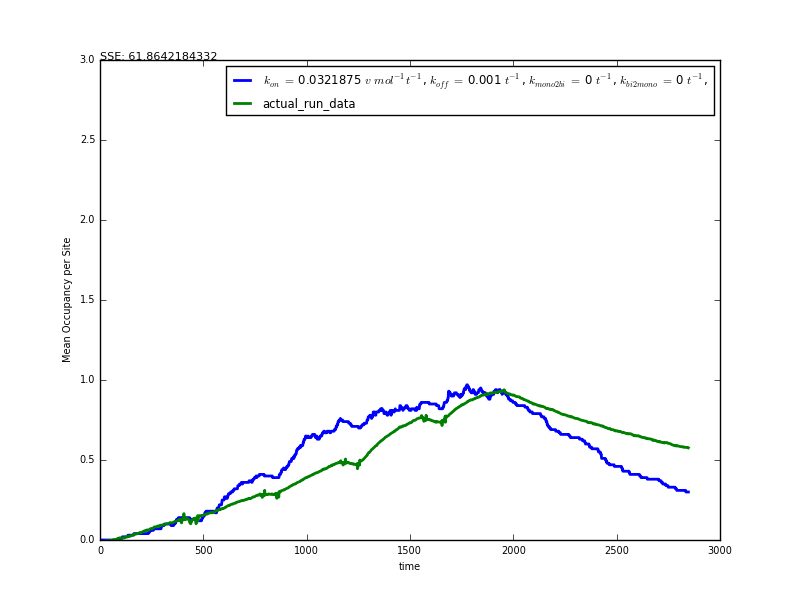 SSE: 61.8642184332
k_on = 0.0321875 v mol^−1 t^−1, k_off = 0.001 t^−1, k_mono2bi = 0 t^−1, k_bi2mono = 0 t^−1,
actual_run_data
3.0
2.5
2.0
1.5
1.0
0.5
0.0
Mean Occupancy per Site
0 500 1000 1500 2000 2500 3000
time